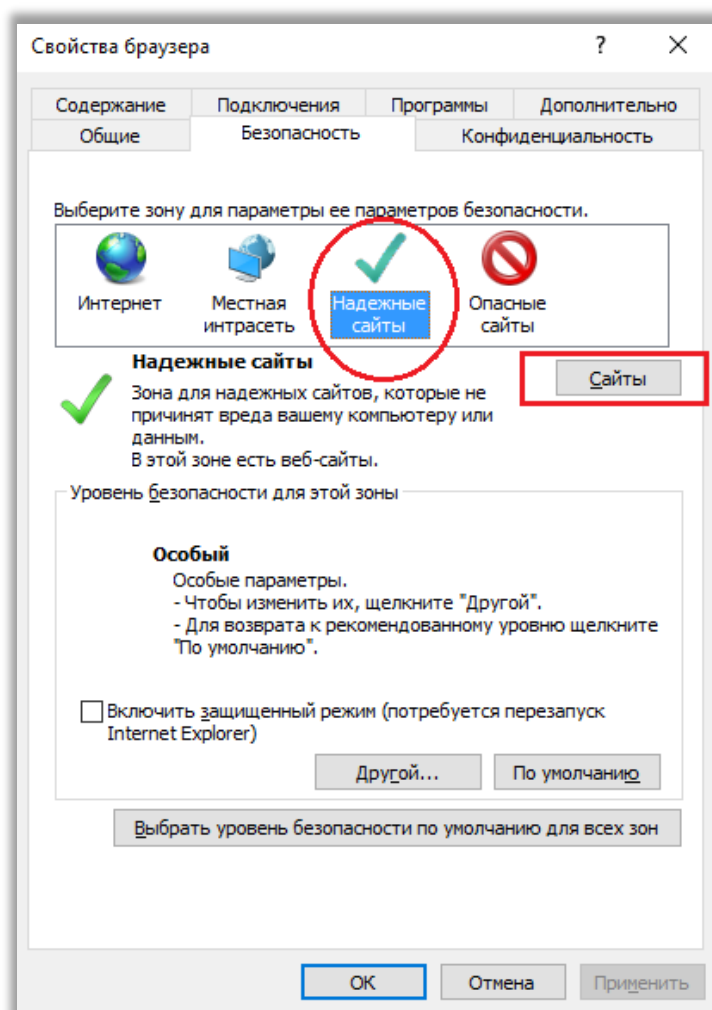 Свойства браузера ?
Содержание Подключения Программы Дополнительно
Общие Безопасность Конфиденциальность
Выберите зону для параметры ее параметров безопасности.
Интернет Местная интрасеть Надежные сайты Опасные сайты
Надежные сайты
Сайты
Зона для надежных сайтов, которые не
причинят вреда вашему компьютеру или
данным.
В этой зоне есть веб-сайты.
Уровень безопасности для этой зоны
Особый
Особые параметры.
- Чтобы изменить их, щелкните "Другой".
- Для возврата к рекомендованному уровню щелкните
"По умолчанию".
Включить защищенный режим (потребуется перезапуск
Internet Explorer)
Другой... По умолчанию
Выбрать уровень безопасности по умолчанию для всех зон
ОК Отмена Применить